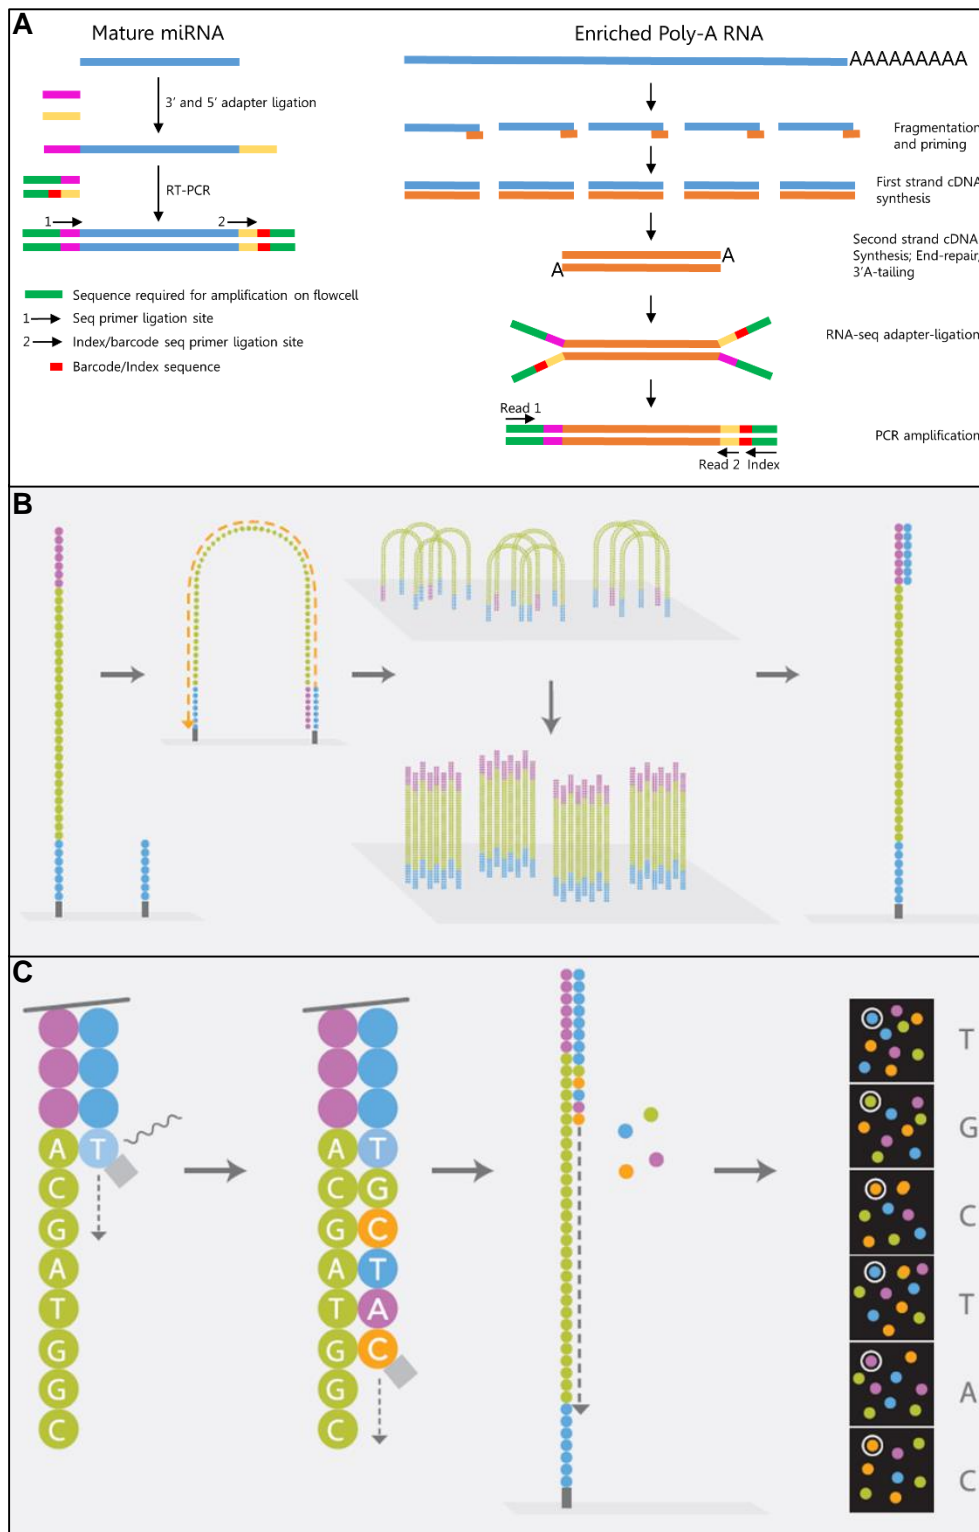 A
Mature miRNA
3’ and 5’ adapter ligation
RT-PCR
1
2
Sequence required for amplification on flowcell
1 Seq primer ligation site
2 Index/barcode seq primer ligation site
Barcode/Index sequence
Enriched Poly-A RNA
AAAAAAAAA
Fragmentation
and priming
First strand cDNA
synthesis
A
A
Second strand cDNA
Synthesis; End-repair;
3’A-tailing
RNA-seq adapter-ligation
Read 1
Read 2 Index
PCR amplification
B
C
A T
C
G
A
T
G
G
C
A T
C G
G C
A T
T A
G C
G
C
T
G
C
T
A
C